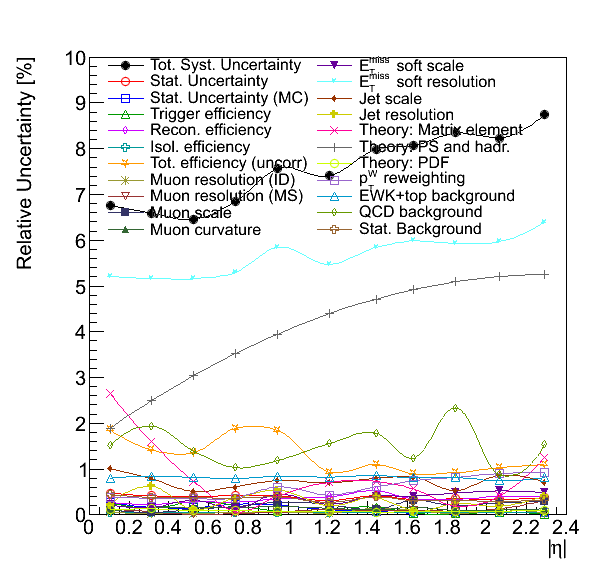 Relative Uncertainty [%]
10
9
8
7
6
5
4
3
2
1
0
Tot. Syst. Uncertainty
Stat. Uncertainty
Stat. Uncertainty (MC)
Trigger efficiency
Recon. efficiency
Isol. efficiency
Tot. efficiency (uncorr)
Muon resolution (ID)
Muon resolution (MS)
Muon scale
Muon curvature
E_T^miss soft scale
E_T^miss soft resolution
Jet scale
Jet resolution
Theory: Matrix element
Theory: PS and hadr.
Theory: PDF
p_T^W reweighting
EWK+top background
QCD background
Stat. Background
0 0.2 0.4 0.6 0.8 1 1.2 1.4 1.6 1.8 2 2.2 2.4
|η|